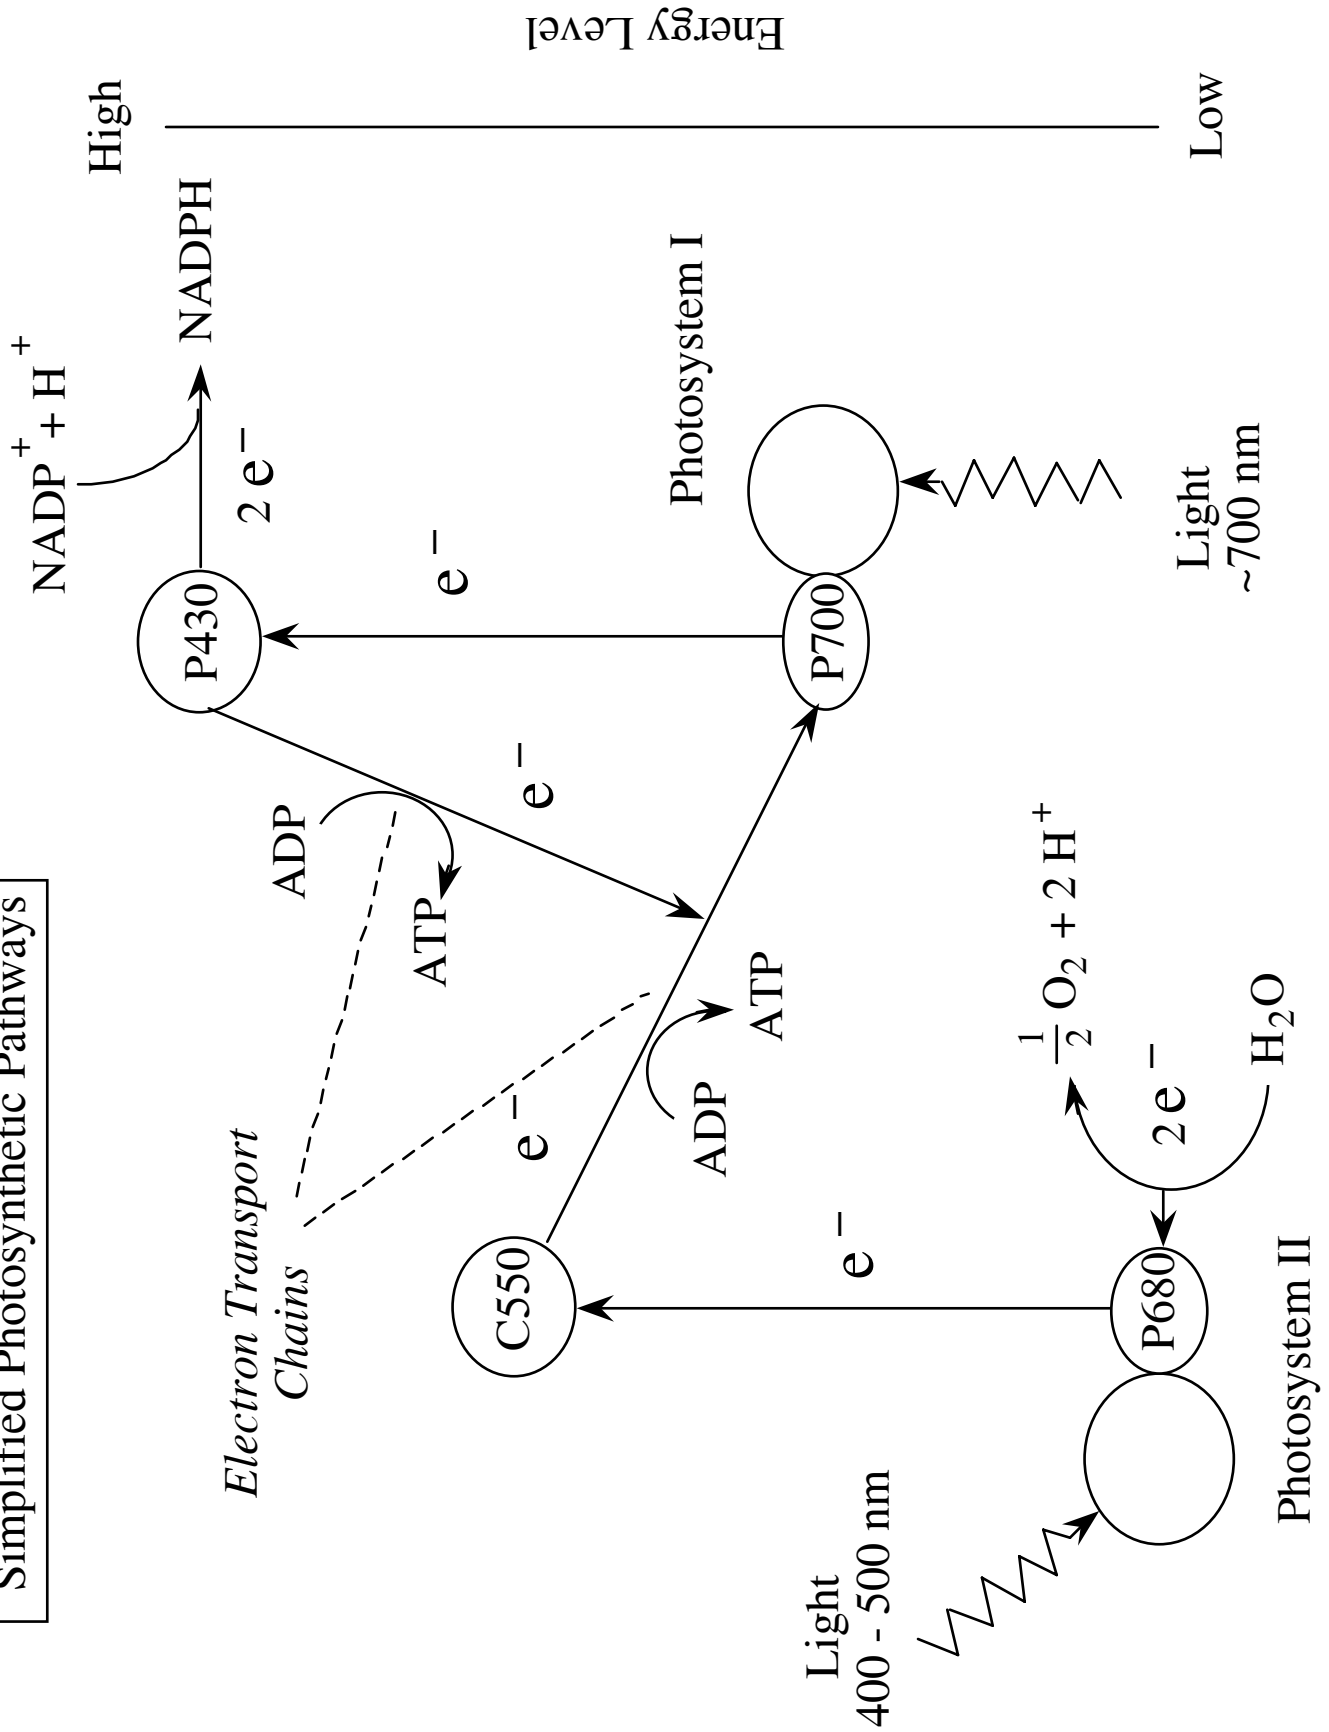 Simplified Photosynthetic Pathways
NADP+ + H+
High
P430
NADPH
2 e−
Electron Transport
Chains
ADP
ATP
e−
e−
C550
e−
ADP
ATP
Photosystem I
P700
e−
Light
400 - 500 nm
1/2 O2 + 2 H+
2 e−
P680
H2O
Photosystem II
Light
~700 nm
Low
Energy Level